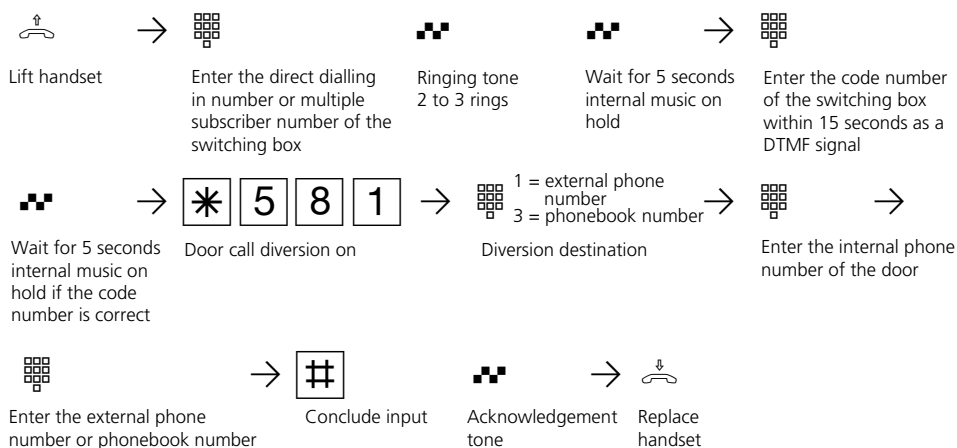 Lift handset
Enter the direct dialling
in number or multiple
subscriber number of the
switching box
Ringing tone
2 to 3 rings
Wait for 5 seconds
internal music on
hold
Enter the code number
of the switching box
within 15 seconds as a
DTMF signal
* 5 8 1
1 = external phone
number
3 = phonebook number
Wait for 5 seconds
internal music on
hold if the code
number is correct
Door call diversion on
Diversion destination
Enter the internal phone
number of the door
#
Enter the external phone
number or phonebook number
Conclude input
Acknowledgement
tone
Replace
handset